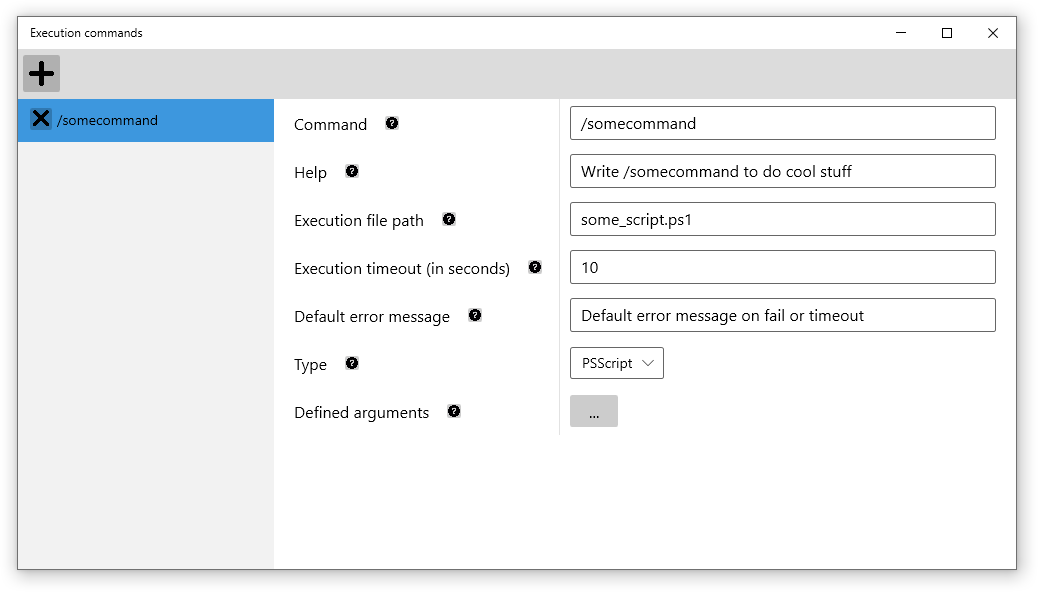 Execution commands
/somecommand
Command ? /somecommand
Help ? Write /somecommand to do cool stuff
Execution file path ? some_script.ps1
Execution timeout (in seconds) ? 10
Default error message ? Default error message on fail or timeout
Type ? PSScript
Defined arguments ? ...